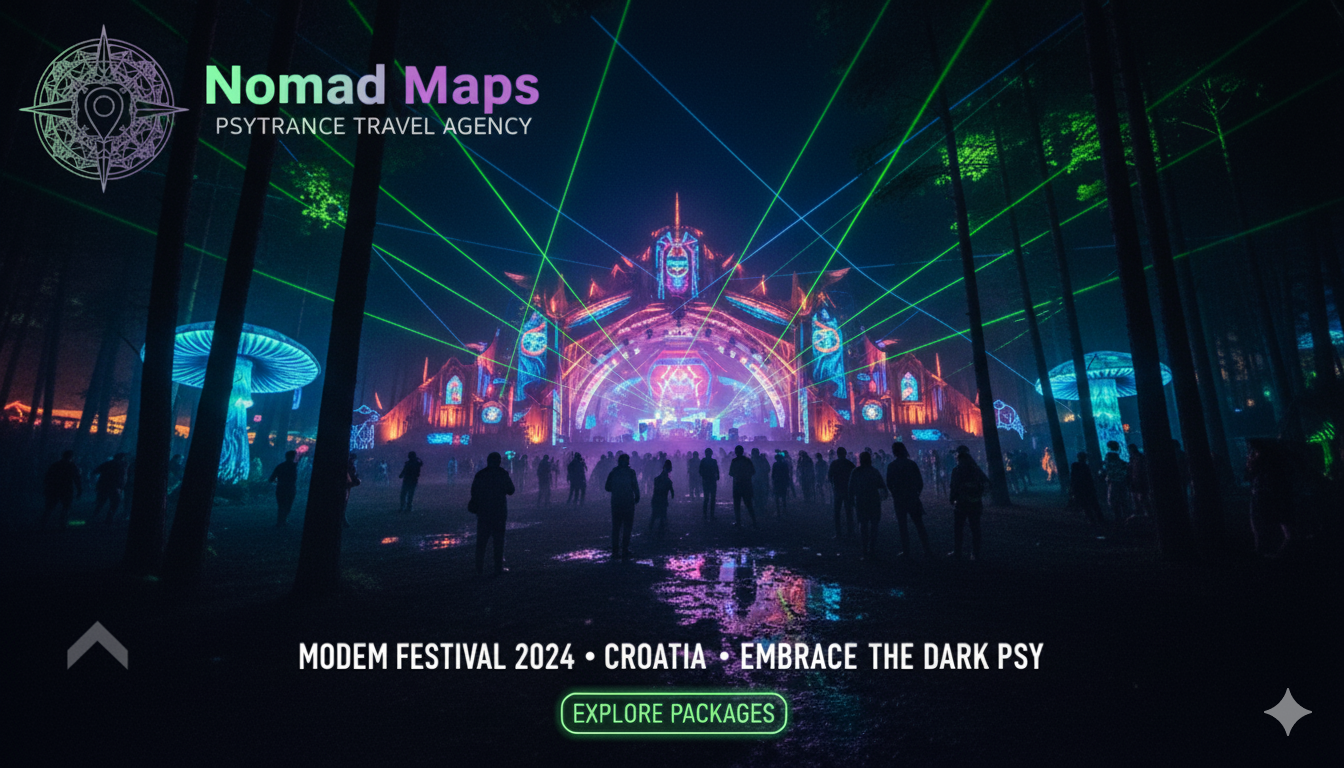 Nomad Maps
PSYTRANCE TRAVEL AGENCY
MODEM FESTIVAL 2024 • CROATIA • EMBRACE THE DARK PSY
EXPLORE PACKAGES